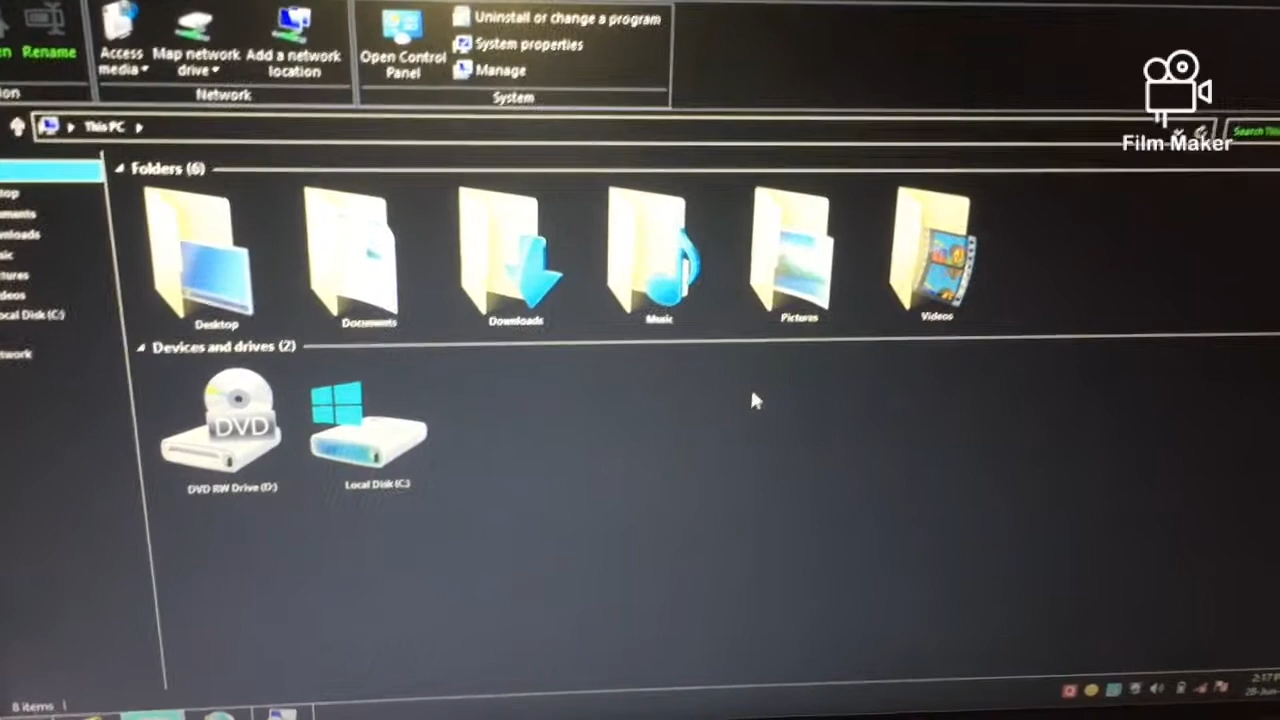 Rename
Access media
Map network drive
Add a network location
Network
Open Control Panel
Uninstall or change a program
System properties
Manage
System
Film Maker
This PC
Folders (6)
Desktop
Documents
Downloads
Music
Pictures
Videos
Devices and drives (2)
DVD
DVD RW Drive (D:)
Local Disk (C:)
8 items